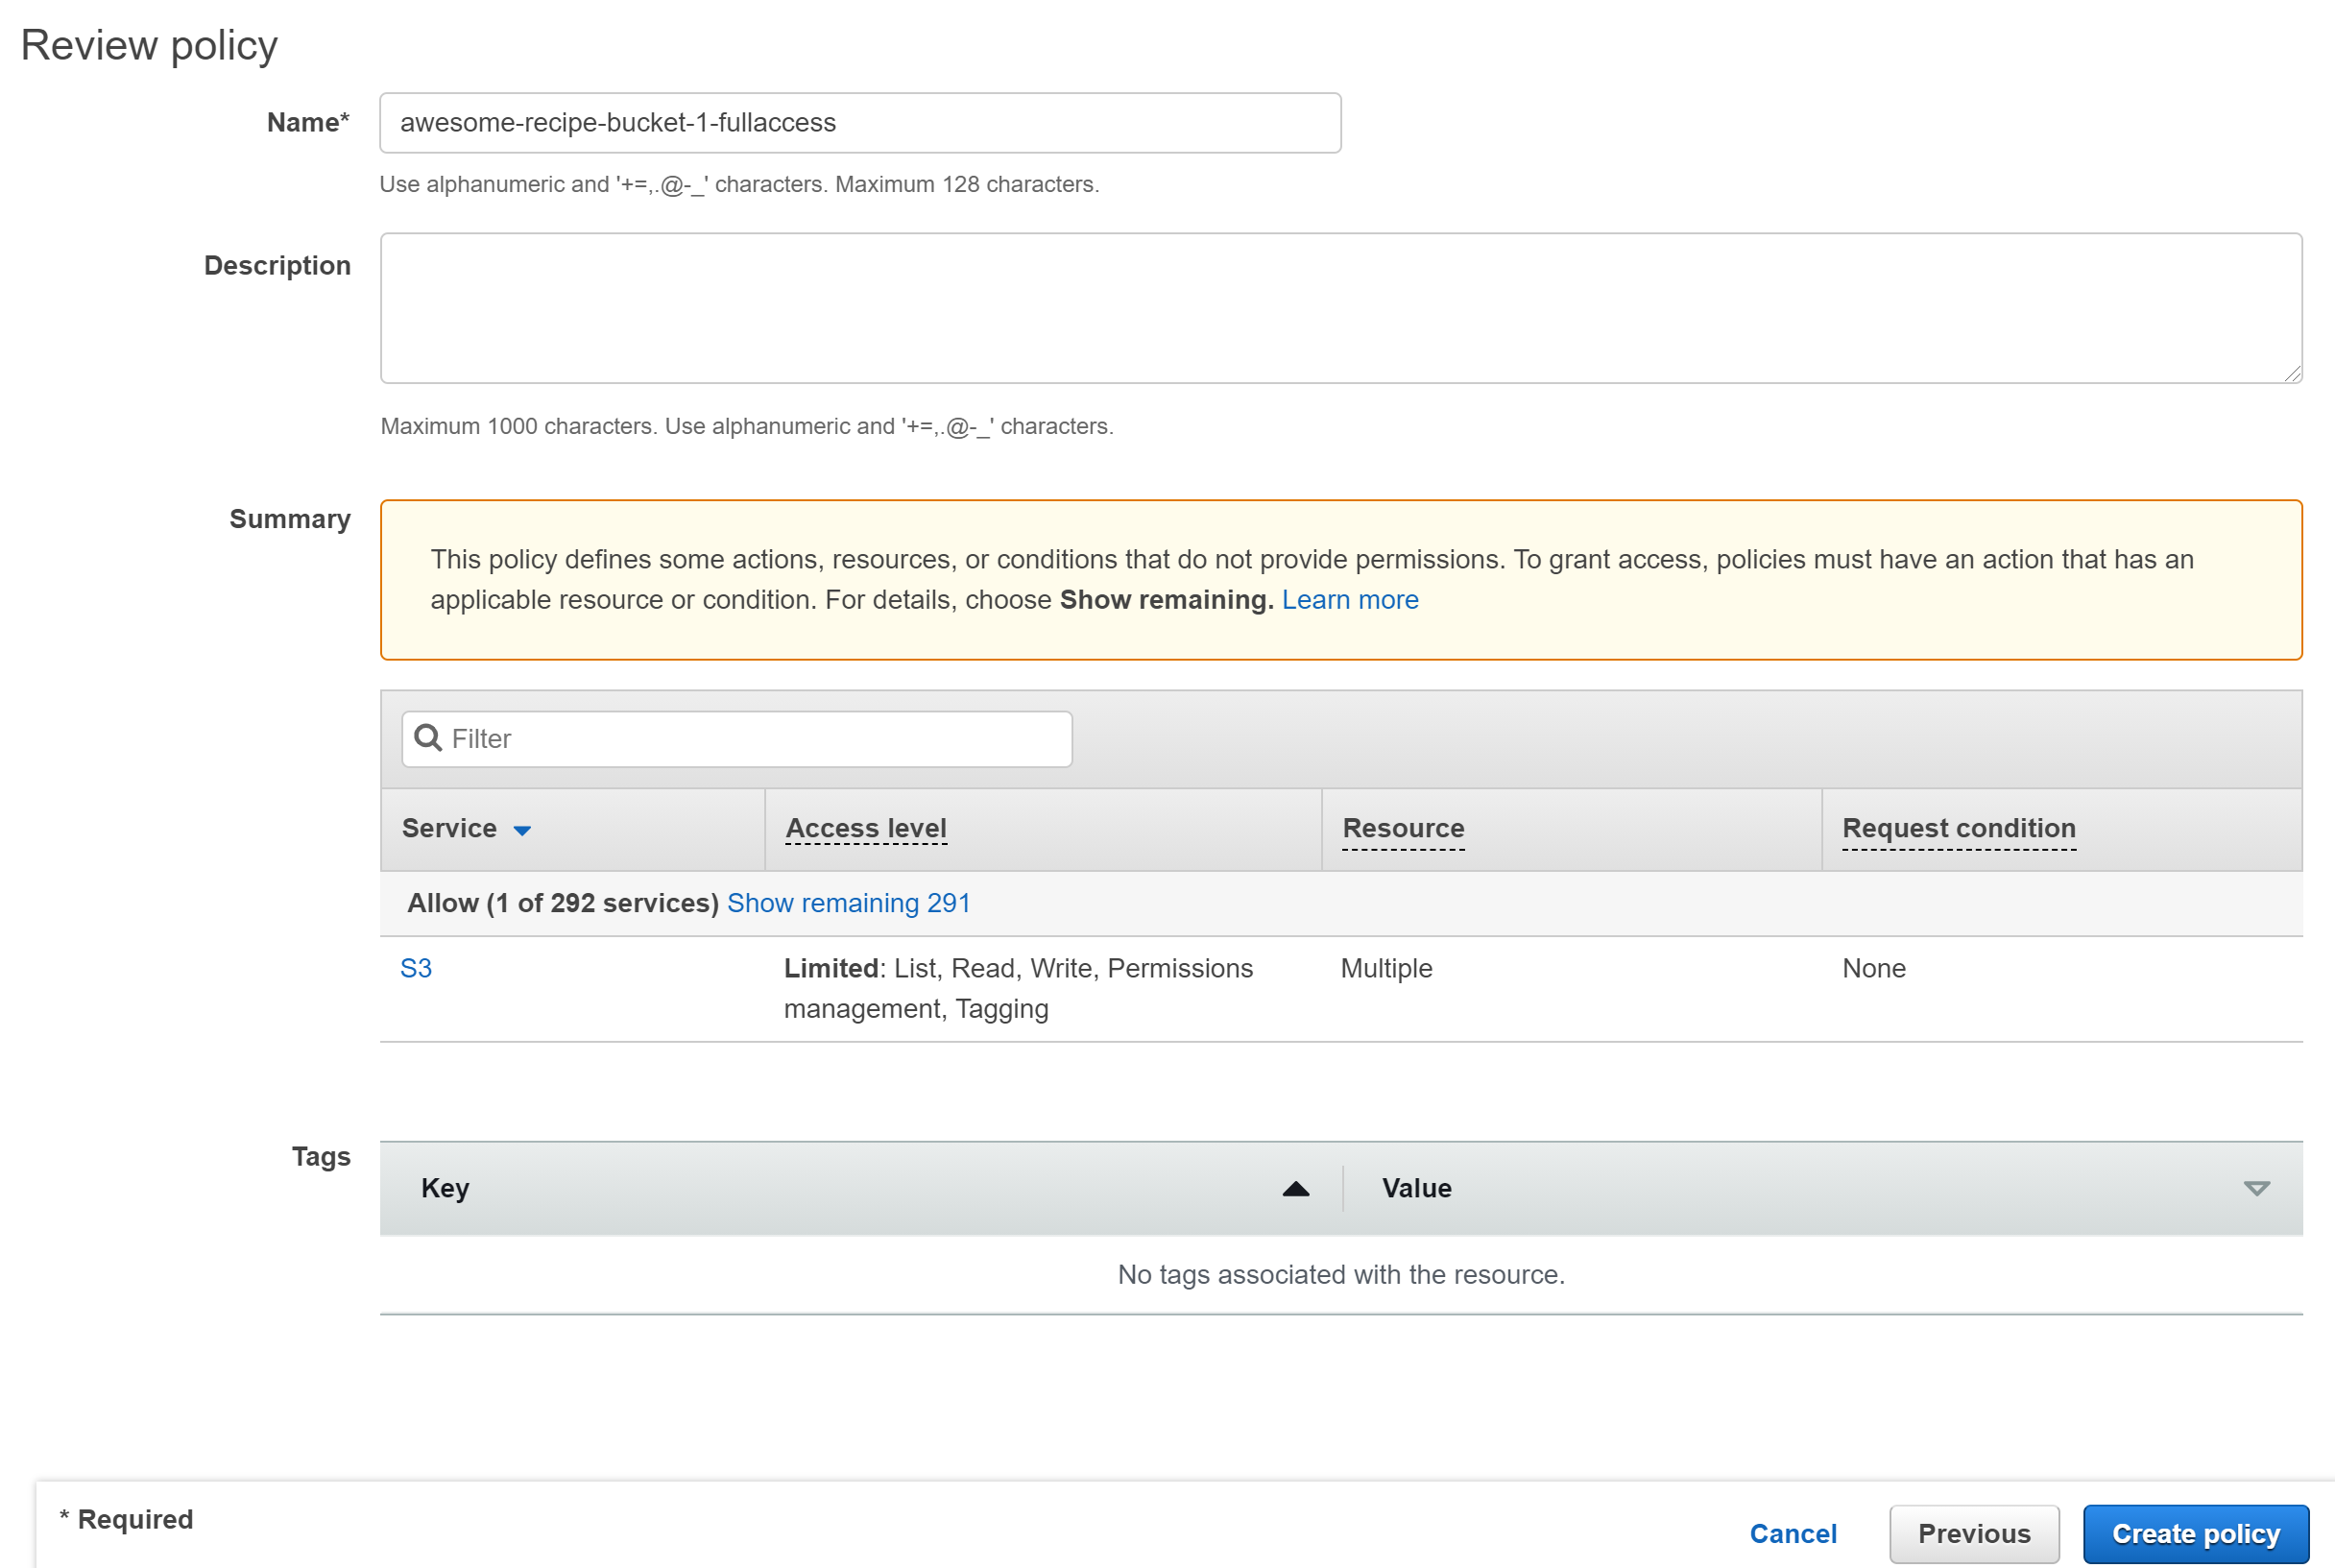 Review policy
Name*
awesome-recipe-bucket-1-fullaccess
Use alphanumeric and '+=,.@-_' characters. Maximum 128 characters.
Description
Maximum 1000 characters. Use alphanumeric and '+=,.@-_' characters.
Summary
This policy defines some actions, resources, or conditions that do not provide permissions. To grant access, policies must have an action that has an
applicable resource or condition. For details, choose Show remaining. Learn more
Filter
Service Access level Resource Request condition
Allow (1 of 292 services) Show remaining 291
S3 Limited: List, Read, Write, Permissions Multiple None
management, Tagging
Tags
Key Value
No tags associated with the resource.
* Required
Cancel Previous Create policy